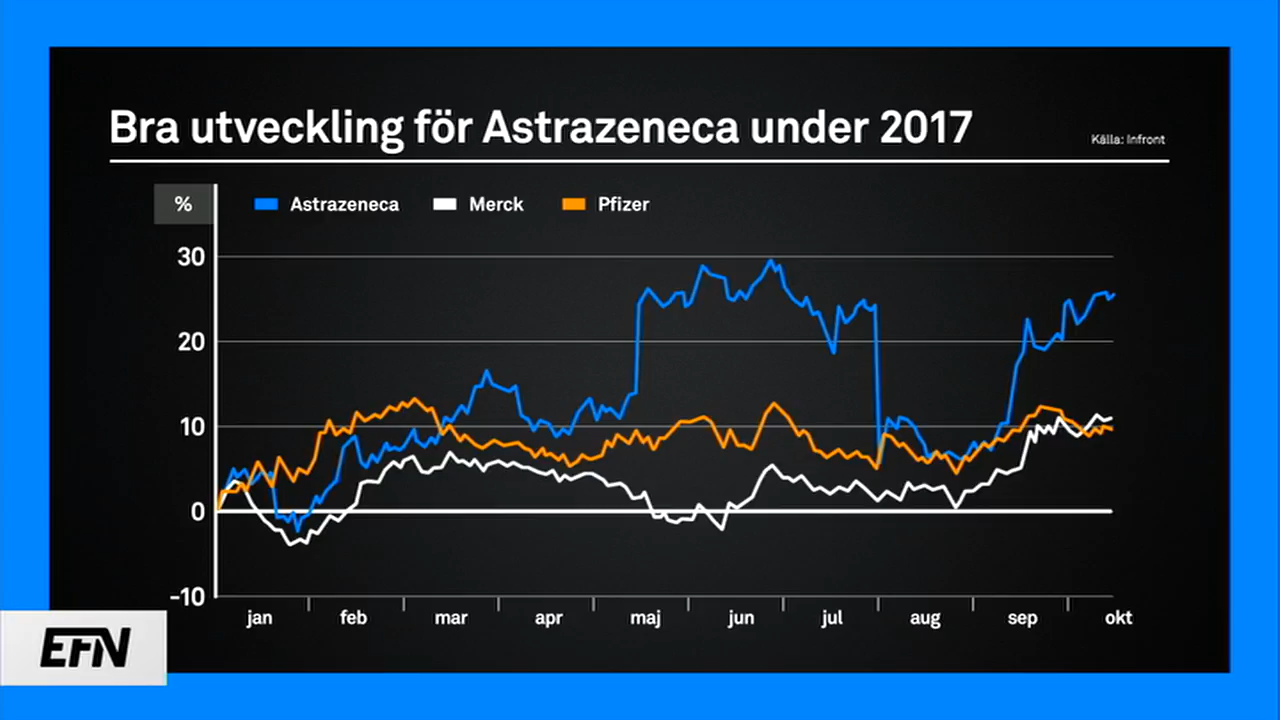 Bra utveckling för Astrazeneca under 2017
Källa: Infront
% Astrazeneca Merck Pfizer
30
20
10
0
-10
jan feb mar apr maj jun jul aug sep okt
EFN